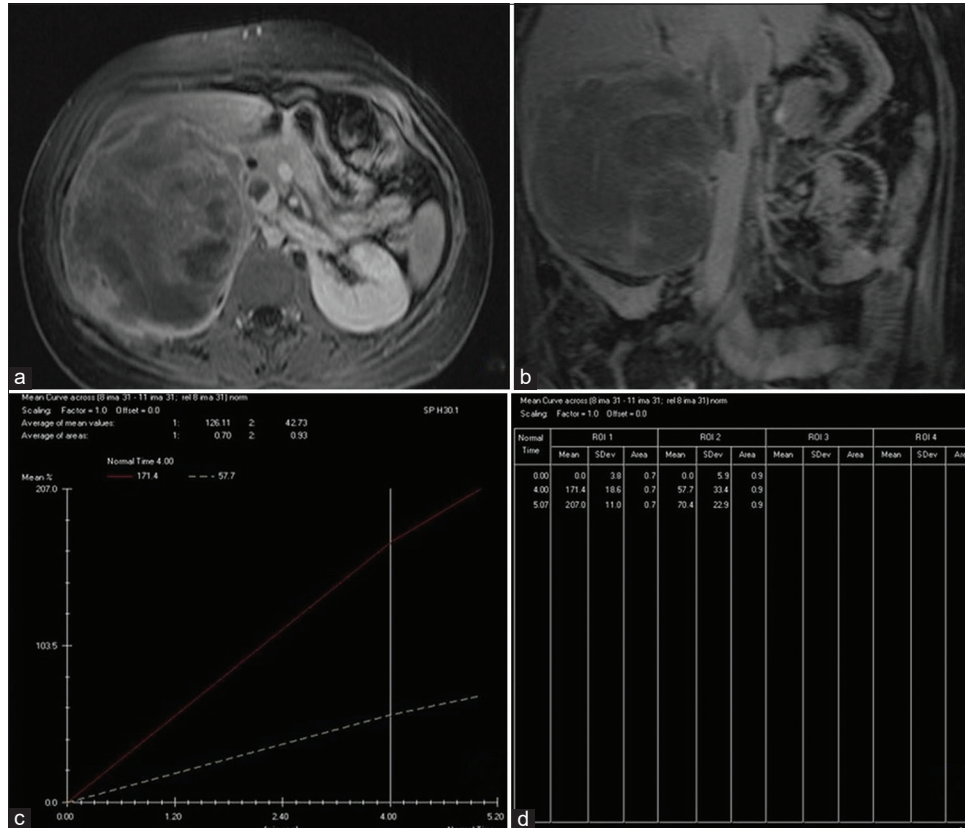 a
b
Mean Curve across (8 ima 31 - 11 ima 31; rel 8 ima 31) norm
Scaling: Factor = 1.0 Offset = 0.0
SP H30.1
Average of mean values: 1: 126.11 2: 42.73
Average of areas: 1: 0.70 2: 0.93
Normal Time 4.00
Mean % 171.4 57.7
207.0
103.5
0.0
0.00 1.20 2.40 4.00 5.20
c
Mean Curve across (8 ima 31 - 11 ima 31; rel 8 ima 31) norm
Scaling: Factor = 1.0 Offset = 0.0
Normal Time ROI 1 ROI 2 ROI 3 ROI 4
Mean SDev Area Mean SDev Area Mean SDev Area Mean SDev
0.00 0.0 3.8 0.7 0.0 5.9 0.9
4.00 171.4 18.6 0.7 57.7 33.4 0.9
5.07 207.0 11.0 0.7 70.4 22.9 0.9
d